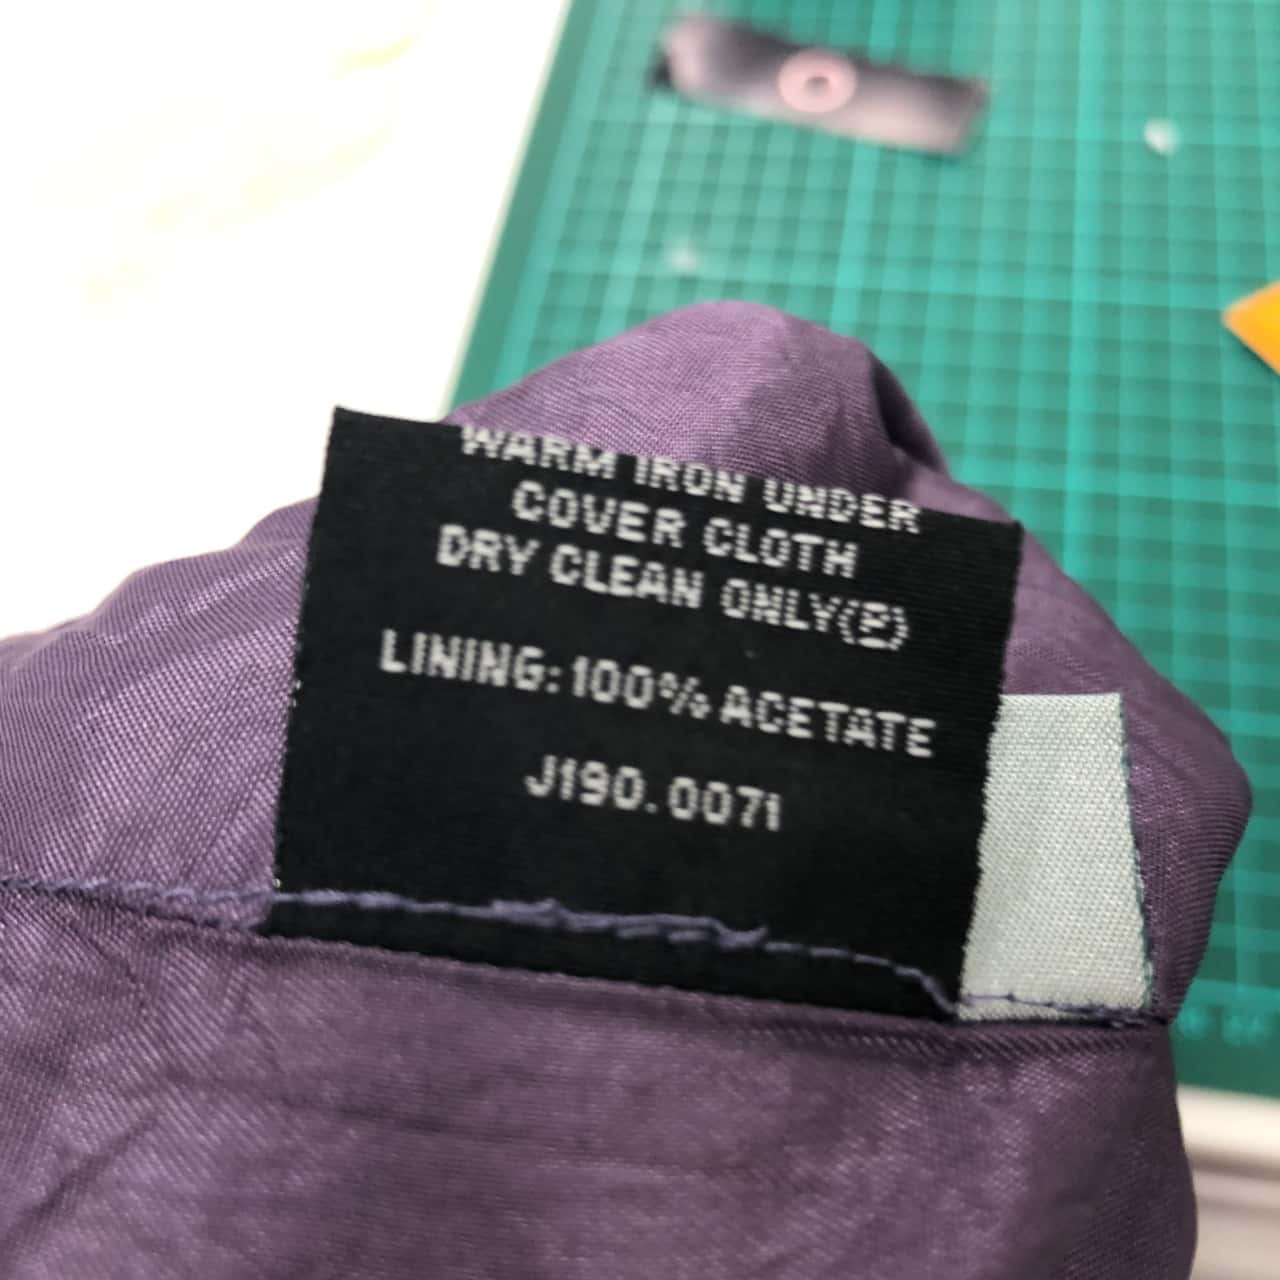 WARM IRON UNDER
COVER CLOTH
DRY CLEAN ONLY(P)
LINING: 100% ACETATE
J190.0071